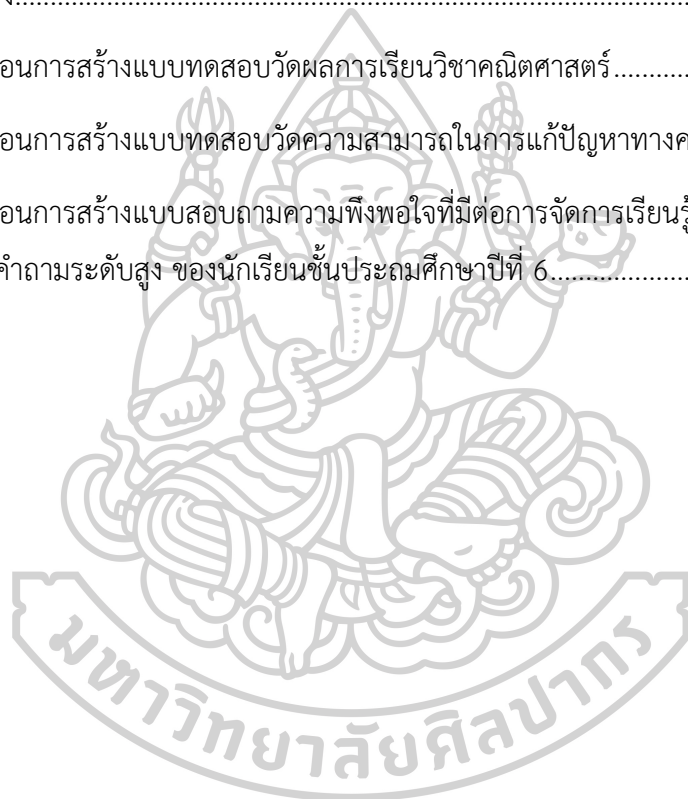 อนการสร้างแบบทดสอบวัดผลการเรียนวิชาคณิตศาสตร์...........
อนการสร้างแบบทดสอบวัดความสามารถในการแก้ปัญหาทางค
อนการสร้างแบบสอบถามความพึงพอใจที่มีต่อการจัดการเรียนรู้
คำถามระดับสูง ของนักเรียนชั้นประถมศึกษาปีที่ 6...................
มหาวิทยาลัยศิลปากร